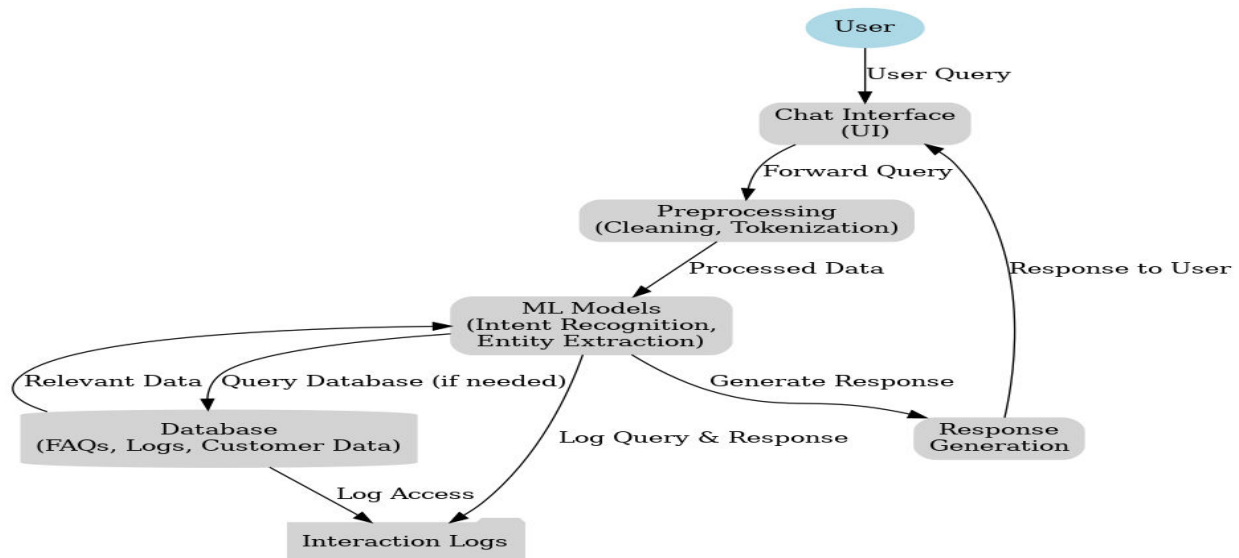 User
User Query
Chat Interface
(UI)
Forward Query
Preprocessing
(Cleaning, Tokenization)
Processed Data
Response to User
ML Models
(Intent Recognition,
Entity Extraction)
Relevant Data
Query Database (if needed)
Generate Response
Database
(FAQs, Logs, Customer Data)
Log Query & Response
Response
Generation
Log Access
Interaction Logs